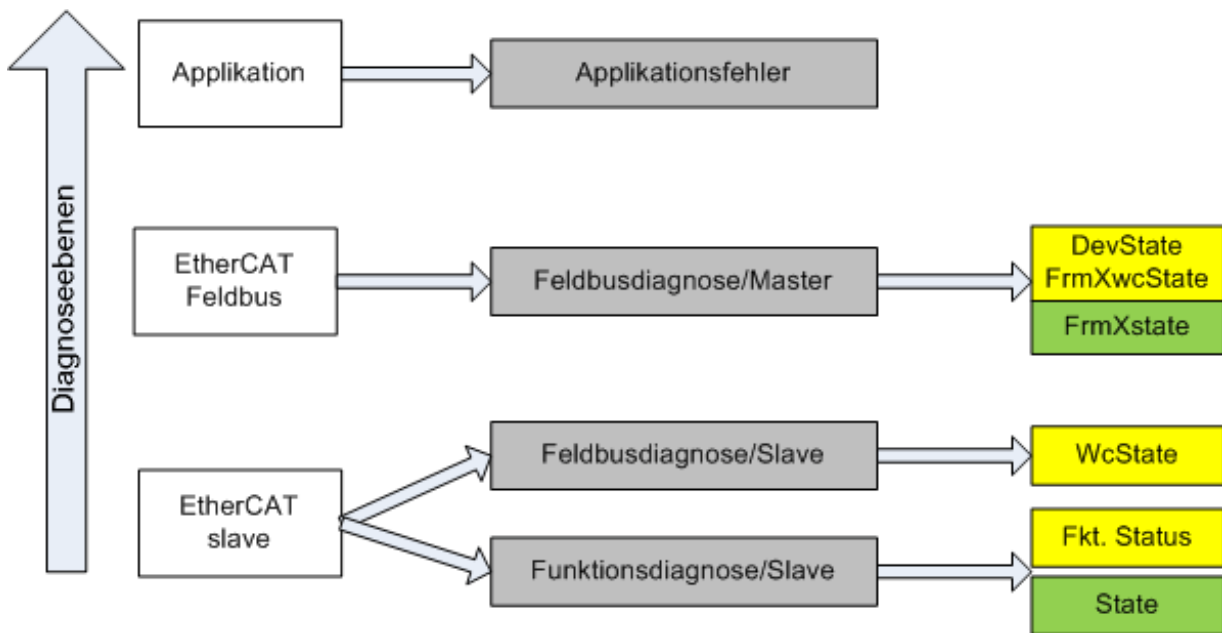 Diagnoseebenen
Applikation
Applikationsfehler
EtherCAT
Feldbus
Feldbusdiagnose/Master
DevState
FrmXwcState
FrmXstate
EtherCAT
slave
Feldbusdiagnose/Slave
WcState
Funktionsdiagnose/Slave
Fkt. Status
State